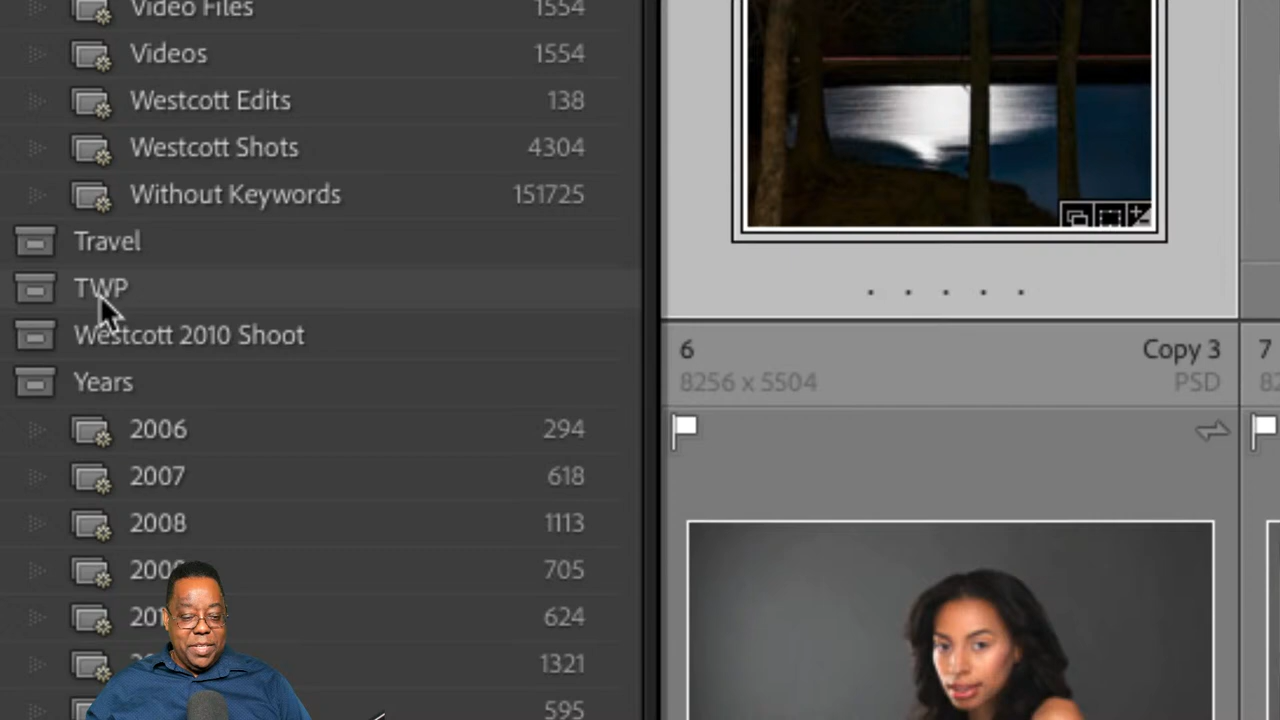 Video Files 1554
Videos 1554
Westcott Edits 138
Westcott Shots 4304
Without Keywords 151725
Travel
TWP
Westcott 2010 Shoot
Years
2006 294
2007 618
2008 1113
705
624
1321
595
6 Copy 3
8256 x 5504 PSD
7